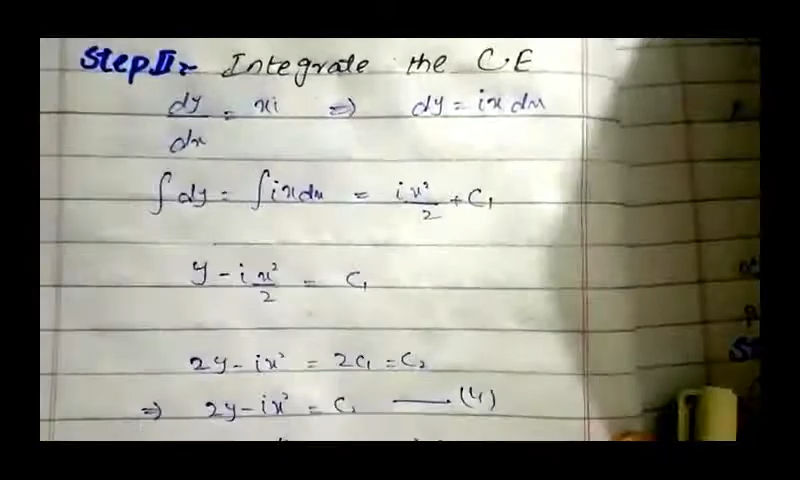 Step II :- Integrate the C.E
dy/dx = xi ⇒ dy = ix dx
∫dy = ∫ix dx = ix²/2 + C₁
y - i x²/2 = C₁
2y - ix² = 2C₁ = C₂
⇒ 2y - ix² = C₂ —— (4)